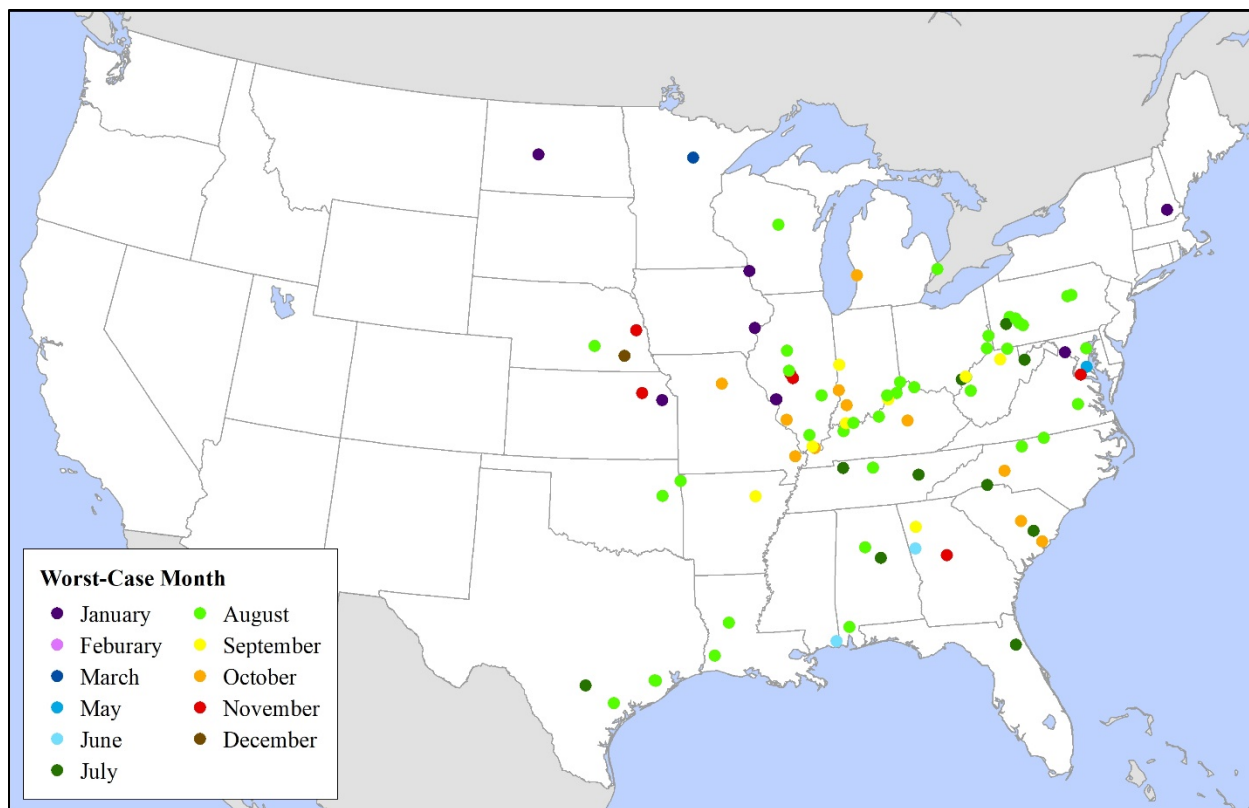 Worst-Case Month
January
Feburary
March
May
June
July
August
September
October
November
December